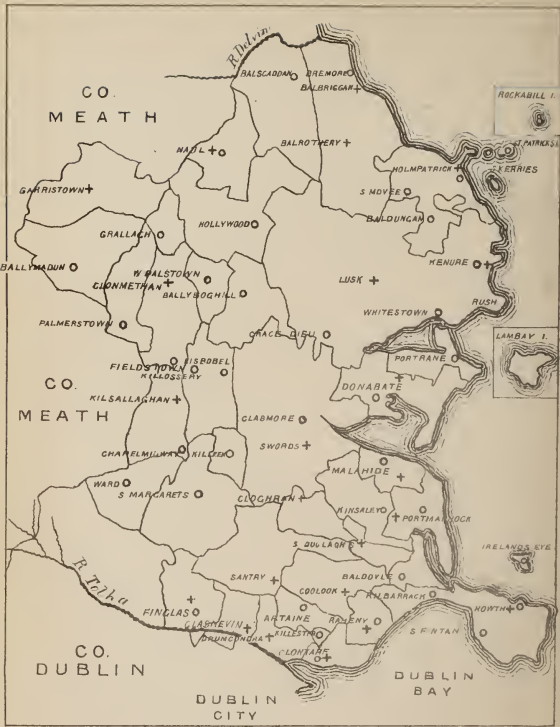 R. Delvin
BALSCADDAN
BREMORE
BALBRIGGAN
CO.
MEATH
ROCKABILL I.
NAUL
BALROTHERY
ST PATRICKS I.
SKERRIES
HOLMPATRICK
GARRISTOWN
S MOVEE
BALDUNGAN
HOLLYWOOD
GRALLAGH
KENURE
BALLYMADUN
W PALSTOWN
CLONMETHAN
LUSK
BALLYBOGHILL
RUSH
WHITESTOWN
PALMERSTOWN
GRACE DIEU
LAMBAY I.
PORTRANE
LISBOBEL
FIELDSTOWN
KILLOSSERY
DONABATE
CO.
MEATH
KILSALLAGHAN
GLASMORE
SWORDS
CHAPELMIDWAY
KILLEEK
MALAHIDE
WARD
S MARGARETS
CLOGHRAN
KINSALEY
PORTMARNOCK
S DOULAGHS
IRELANDS EYE
R. Tolka
SANTRY
BALDOYLE
COOLOCK
KILBARRACK
HOWTH
FINGLAS
ARTAINE
GLASNEVIN
RAHENY
DRUMCONDRA
KILLESTER
S FINTAN
CLONTARF
CO.
DUBLIN
DUBLIN
BAY
DUBLIN
CITY